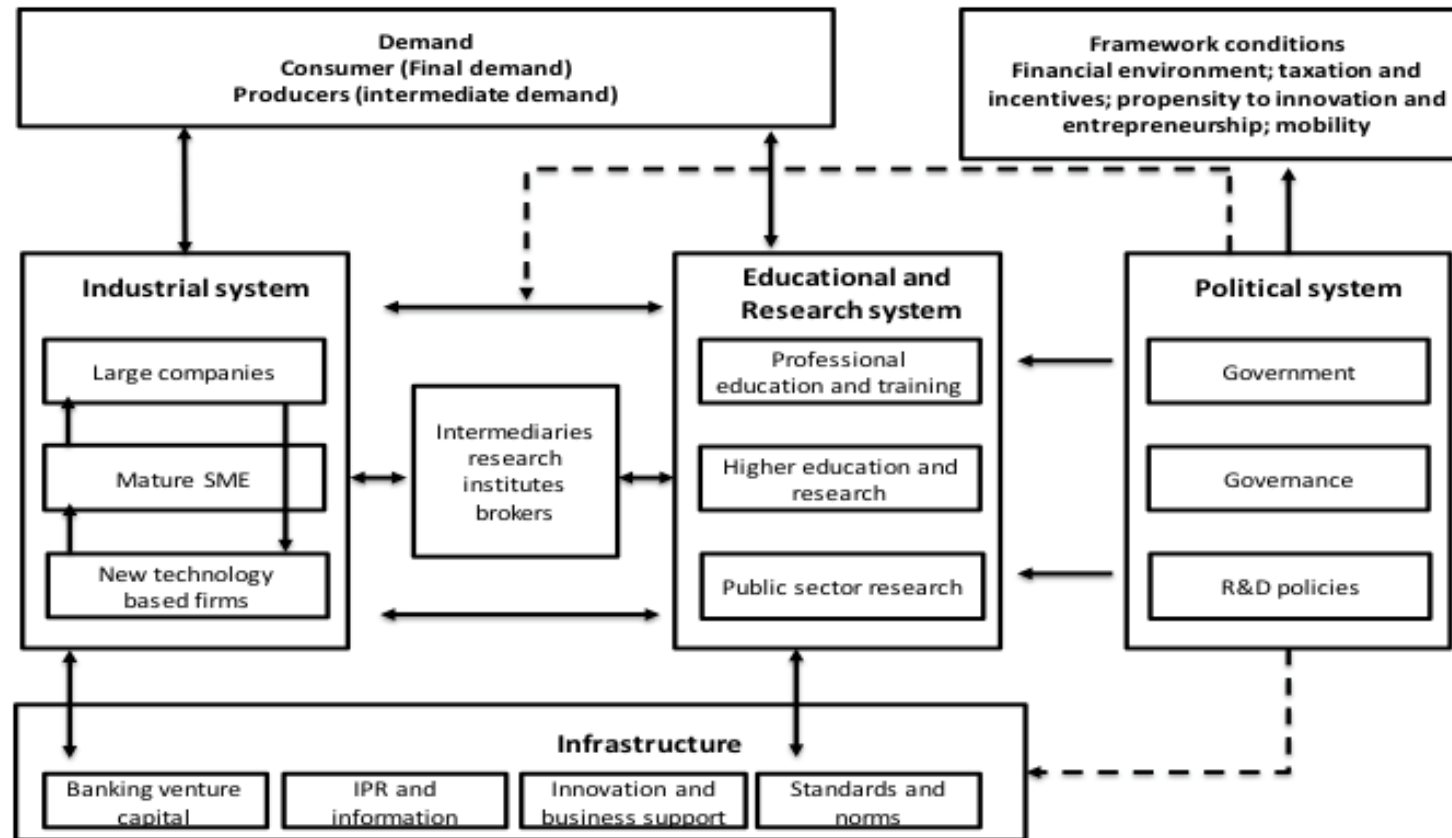 Demand
Consumer (Final demand)
Producers (intermediate demand)
Framework conditions
Financial environment; taxation and
incentives; propensity to innovation and
entrepreneurship; mobility
Industrial system
Large companies
Mature SME
New technology
based firms
Intermediaries
research
institutes
brokers
Educational and
Research system
Professional
education and training
Higher education and
research
Public sector research
Political system
Government
Governance
R&D policies
Infrastructure
Banking venture
capital
IPR and
information
Innovation and
business support
Standards and
norms